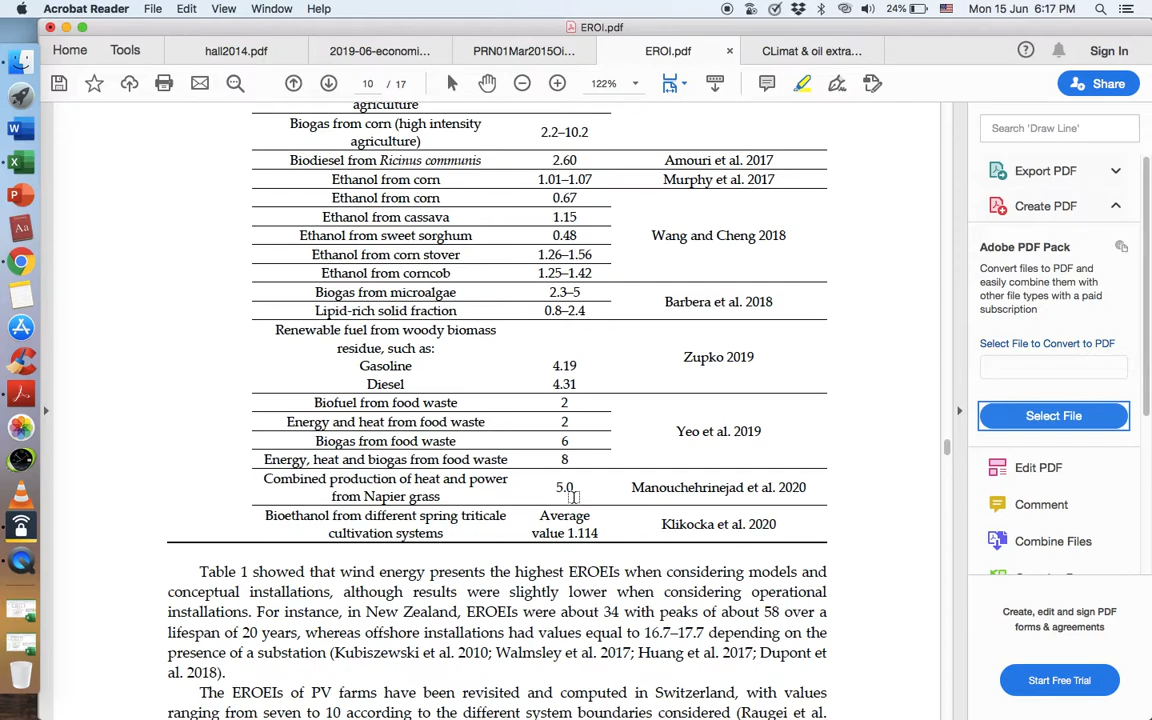 Acrobat Reader File Edit View Window Help 24% Mon 15 Jun 6:17 PM
EROI.pdf
Home Tools hall2014.pdf 2019-06-economi... PRN01Mar2015Oi... EROI.pdf × CLimat & oil extra... Sign In
10 / 17 122% Share
agriculture
Biogas from corn (high intensity
agriculture) 2.2–10.2
Biodiesel from Ricinus communis 2.60 Amouri et al. 2017
Ethanol from corn 1.01–1.07 Murphy et al. 2017
Ethanol from corn 0.67
Ethanol from cassava 1.15
Ethanol from sweet sorghum 0.48 Wang and Cheng 2018
Ethanol from corn stover 1.26–1.56
Ethanol from corncob 1.25–1.42
Biogas from microalgae 2.3–5 Barbera et al. 2018
Lipid-rich solid fraction 0.8–2.4
Renewable fuel from woody biomass
residue, such as: Zupko 2019
Gasoline 4.19
Diesel 4.31
Biofuel from food waste 2
Energy and heat from food waste 2 Yeo et al. 2019
Biogas from food waste 6
Energy, heat and biogas from food waste 8
Combined production of heat and power 5.0 Manouchehrinejad et al. 2020
from Napier grass
Bioethanol from different spring triticale Average Klikocka et al. 2020
cultivation systems value 1.114
Table 1 showed that wind energy presents the highest EROEIs when considering models and
conceptual installations, although results were slightly lower when considering operational
installations. For instance, in New Zealand, EROEIs were about 34 with peaks of about 58 over a
lifespan of 20 years, whereas offshore installations had values equal to 16.7–17.7 depending on the
presence of a substation (Kubiszewski et al. 2010; Walmsley et al. 2017; Huang et al. 2017; Dupont et
al. 2018).
The EROEIs of PV farms have been revisited and computed in Switzerland, with values
ranging from seven to 10 according to the different system boundaries considered (Raugei et al.
Search 'Draw Line'
Export PDF
Create PDF
Adobe PDF Pack
Convert files to PDF and
easily combine them with
other file types with a paid
subscription
Select File to Convert to PDF
Select File
Edit PDF
Comment
Combine Files
Create, edit and sign PDF
forms & agreements
Start Free Trial